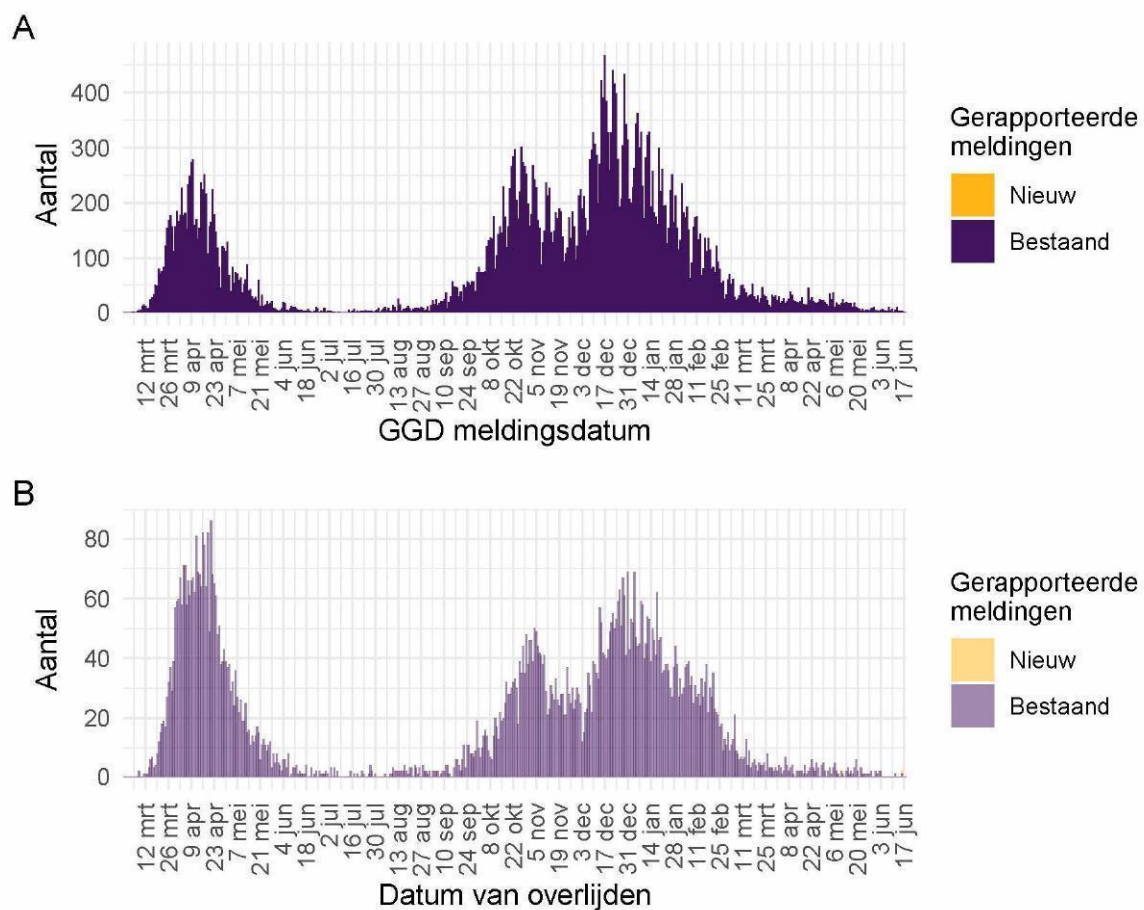 A
Aantal
400
300
200
100
0
12 mrt
26 mrt
9 apr
23 apr
7 mei
21 mei
4 jun
18 jun
2 jul
16 jul
30 jul
13 aug
27 aug
10 sep
24 sep
8 okt
22 okt
5 nov
19 nov
3 dec
17 dec
31 dec
14 jan
28 jan
11 feb
25 feb
11 mrt
25 mrt
8 apr
22 apr
6 mei
20 mei
3 jun
17 jun
GGD meldingsdatum
Gerapporteerde
meldingen
Nieuw
Bestaand
B
Aantal
80
60
40
20
0
12 mrt
26 mrt
9 apr
23 apr
7 mei
21 mei
4 jun
18 jun
2 jul
16 jul
30 jul
13 aug
27 aug
10 sep
24 sep
8 okt
22 okt
5 nov
19 nov
3 dec
17 dec
31 dec
14 jan
28 jan
11 feb
25 feb
11 mrt
25 mrt
8 apr
22 apr
6 mei
20 mei
3 jun
17 jun
Datum van overlijden
Gerapporteerde
meldingen
Nieuw
Bestaand